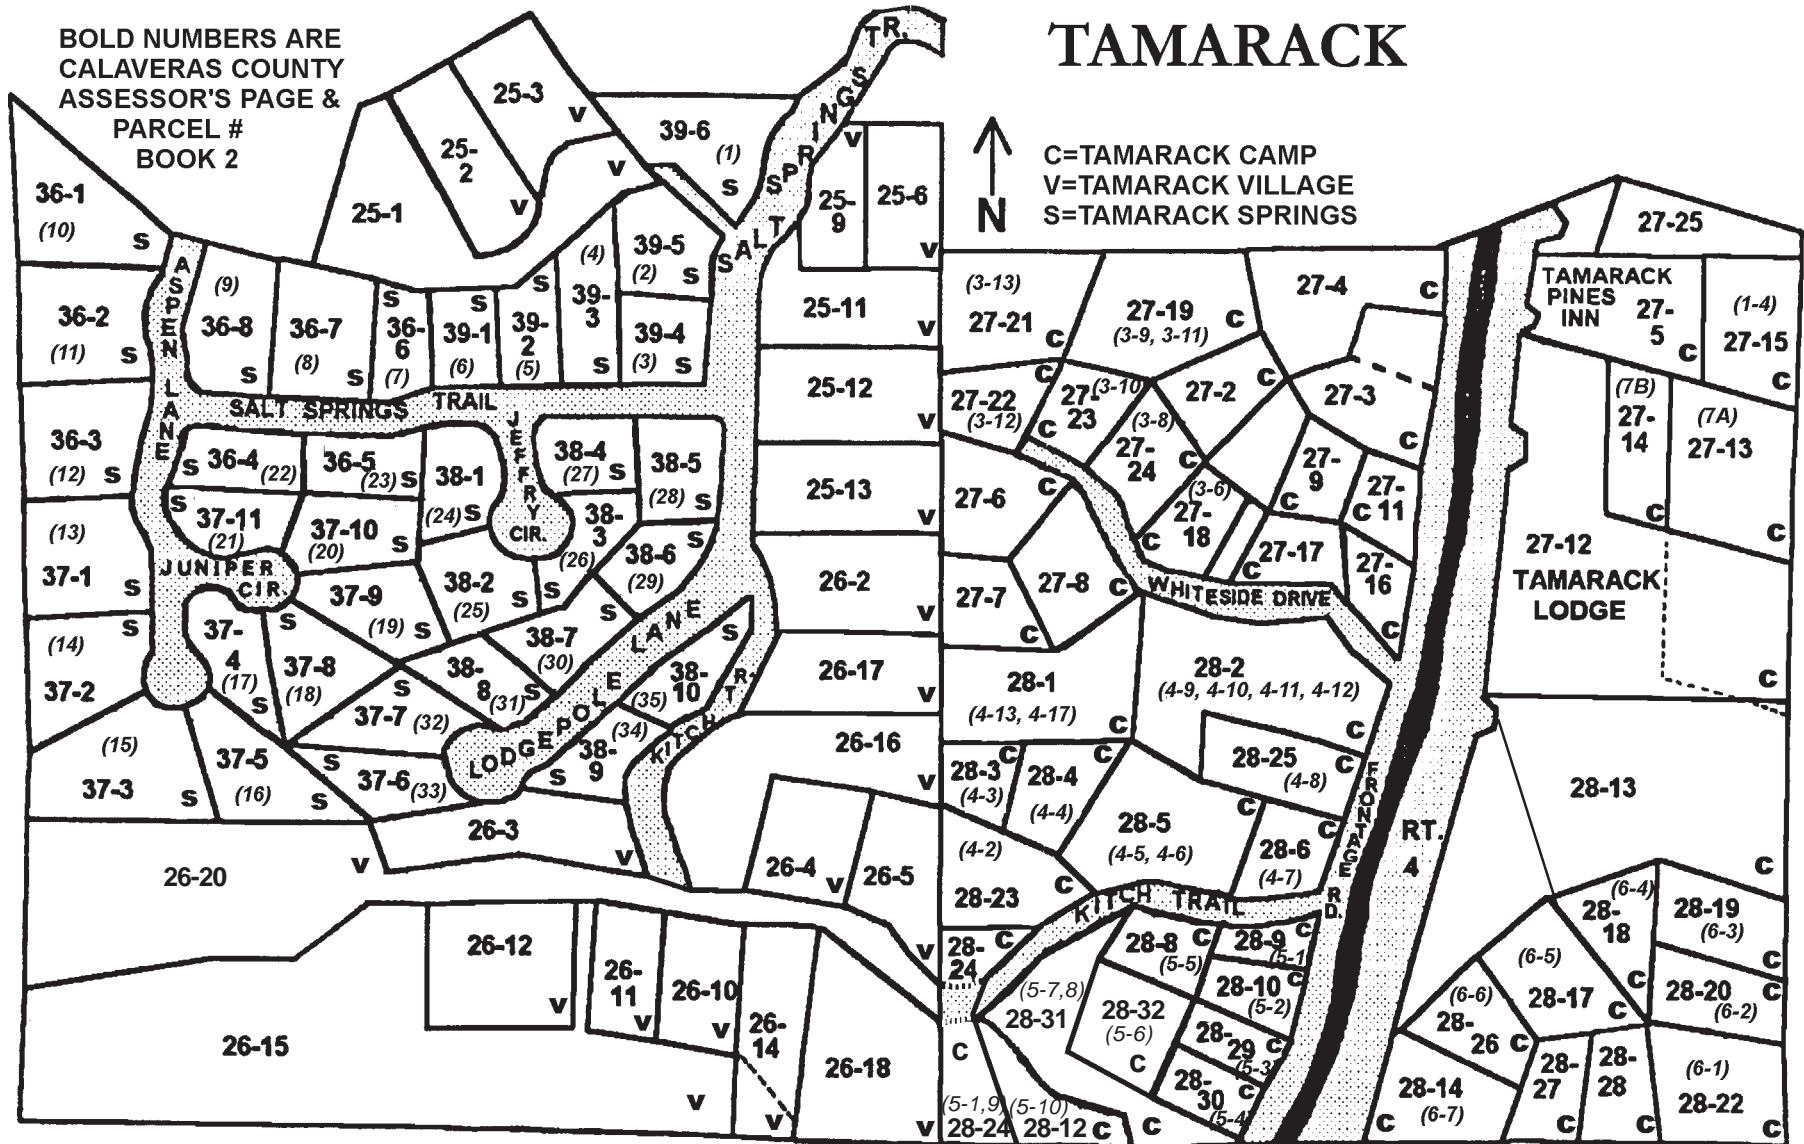 BOLD NUMBERS ARE
CALAVERAS COUNTY
ASSESSOR'S PAGE &
PARCEL #
BOOK 2
TAMARACK
N
C=TAMARACK CAMP
V=TAMARACK VILLAGE
S=TAMARACK SPRINGS
SALT SPRINGS TR.
36-1
(10)
S
25-1
25-
2
V
25-3
V
V
39-6
(1)
S
25-
9
V
25-6
V
36-2
(11)
S
ASPEN LANE
(9)
36-8
S
36-7
(8)
S
S
36-
6
(7)
S
39-1
(6)
S
39-
2
(5)
(4)
39-
3
S
39-5
(2)
S
39-4
(3)
S
25-11
V
25-12
V
SALT SPRINGS TRAIL
36-3
(12)
S
S
36-4
(22)
36-5
(23)
S
38-1
(24)
S
JEFFRY
CIR.
38-4
(27)
S
38-5
(28)
S
25-13
V
(13)
37-1
S
S
37-11
(21)
37-10
(20)
S
38-
3
(26)
S
38-6
(29)
S
26-2
V
JUNIPER
CIR
37-9
(19)
S
38-2
(25)
S
38-7
(30)
S
LODGEPOLE LANE
S
38-
10
(35)
26-17
V
(14)
37-2
S
37-
4
(17)
S
S
37-8
(18)
S
37-7
(32)
38-
8
(31)
S
(34)
38-
9
S
KITCH TR.
26-16
V
(15)
37-3
S
37-5
(16)
S
S
37-6
(33)
26-3
V
26-4
V
26-5
V
26-20
V
26-12
V
26-
11
V
26-10
V
26-
14
V
26-15
V
26-18
V
(3-13)
27-21
C
27-19
(3-9, 3-11)
C
27-4
C
27-22
(3-12)
C
27-
23
(3-10)
C
(3-8)
27-
24
C
27-2
C
27-3
C
27-6
C
(3-6)
27-
18
C
27-
9
C
27-
11
C
27-17
C
27-
16
C
27-7
C
27-8
C
WHITESIDE DRIVE
28-1
(4-13, 4-17)
C
28-2
(4-9, 4-10, 4-11, 4-12)
C
28-25
(4-8)
C
28-3
(4-3)
C
28-4
(4-4)
C
28-5
(4-5, 4-6)
C
28-6
(4-7)
C
FRONTAGE RD.
RT.
4
(4-2)
28-23
C
KITCH TRAIL
28-
24
C
28-8
(5-5)
C
28-9
(5-1
C
28-10
(5-2)
C
(5-7,8)
28-31
C
28-32
(5-6)
C
28-
29
(5-3)
C
28-
30
(5-4)
C
(5-1,9)
28-24
(5-10)
28-12
C
C
27-25
TAMARACK
PINES
INN
27-
5
C
(1-4)
27-15
C
(7B)
27-
14
C
(7A)
27-13
C
27-12
TAMARACK
LODGE
C
28-13
C
(6-4)
28-
18
C
28-19
(6-3)
C
(6-5)
28-17
C
28-20
(6-2)
C
(6-6)
28-
26
C
28-14
(6-7)
C
28-
27
C
28-
28
C
(6-1)
28-22
C